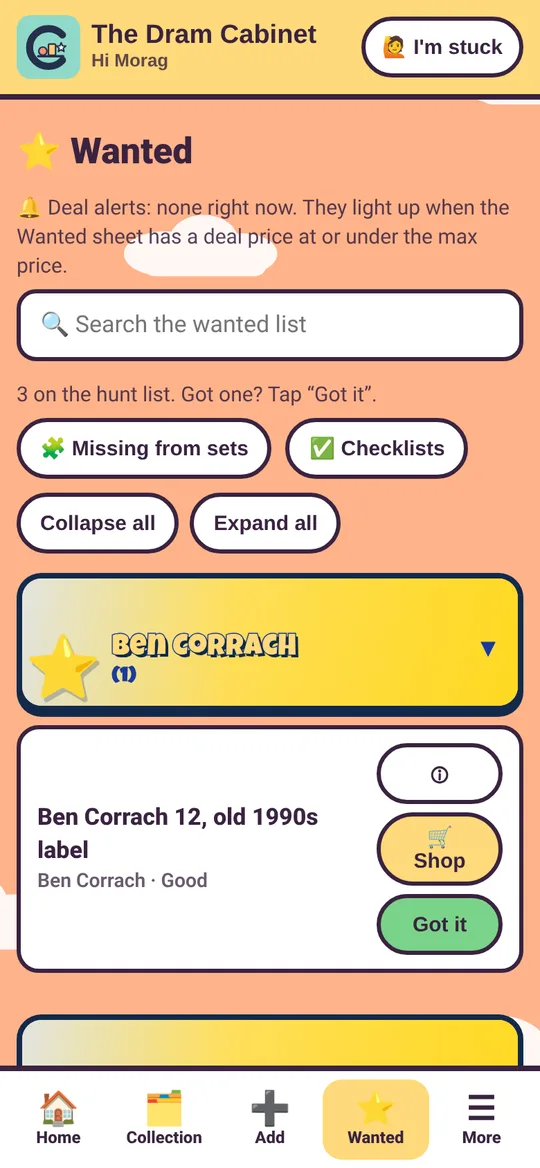 The Dram Cabinet
Hi Morag
🙋 I'm stuck
⭐ Wanted
🔔 Deal alerts: none right now. They light up when the
Wanted sheet has a deal price at or under the max
price.
🔍 Search the wanted list
3 on the hunt list. Got one? Tap “Got it”.
🧩 Missing from sets
✅ Checklists
Collapse all
Expand all
Ben Corrach
(1)
▼
Ben Corrach 12, old 1990s
label
Ben Corrach · Good
ⓘ
🛒
Shop
Got it
Home
Collection
Add
Wanted
More